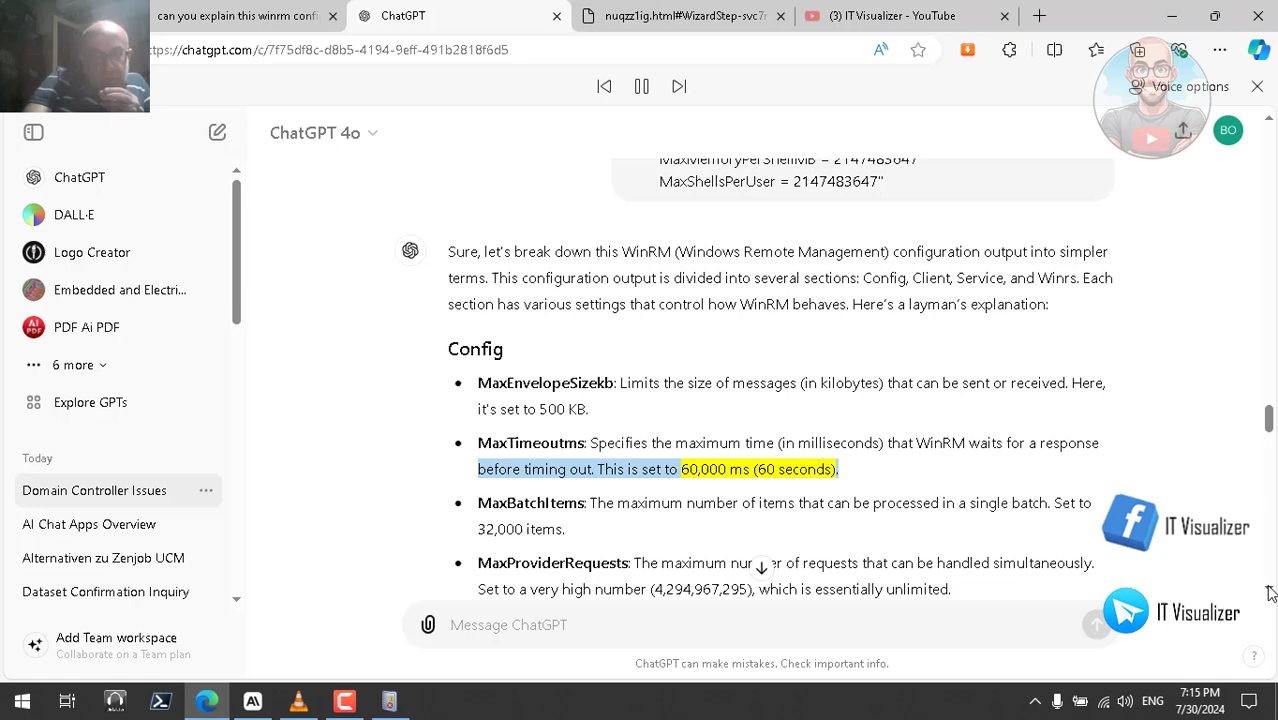 can you explain this winrm confi
ChatGPT
nuqzz1ig.html#WizardStep-svc7
(3) IT Visualizer - YouTube
ttps://chatgpt.com/c/7f75df8c-d8b5-4194-9eff-491b2818f6d5
Voice options
ChatGPT 4o
BO
ChatGPT
DALL·E
Logo Creator
Embedded and Electri...
PDF Ai PDF
6 more
Explore GPTs
Today
Domain Controller Issues
AI Chat Apps Overview
Alternativen zu Zenjob UCM
Dataset Confirmation Inquiry
Add Team workspace
Collaborate on a Team plan
MaxMemoryPerShellMB = 2147483647
MaxShellsPerUser = 2147483647"
Sure, let's break down this WinRM (Windows Remote Management) configuration output into simpler
terms. This configuration output is divided into several sections: Config, Client, Service, and Winrs. Each
section has various settings that control how WinRM behaves. Here's a layman's explanation:
Config
MaxEnvelopeSizekb: Limits the size of messages (in kilobytes) that can be sent or received. Here,
it's set to 500 KB.
MaxTimeoutms: Specifies the maximum time (in milliseconds) that WinRM waits for a response
before timing out. This is set to 60,000 ms (60 seconds).
MaxBatchItems: The maximum number of items that can be processed in a single batch. Set to
32,000 items.
MaxProviderRequests: The maximum number of requests that can be handled simultaneously.
Set to a very high number (4,294,967,295), which is essentially unlimited.
Message ChatGPT
ChatGPT can make mistakes. Check important info.
IT Visualizer
IT Visualizer
ENG
7:15 PM
7/30/2024